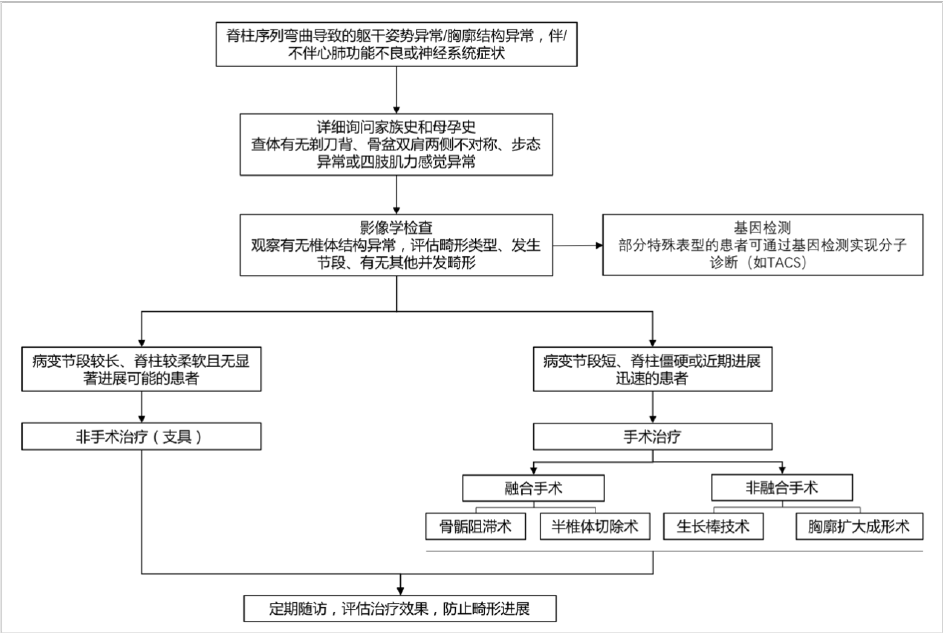 脊柱序列弯曲导致的躯干姿势异常/胸廓结构异常，伴/
不伴心肺功能不良或神经系统症状
详细询问家族史和母孕史
查体有无剃刀背、骨盆双肩两侧不对称、步态
异常或四肢肌力感觉异常
影像学检查
观察有无椎体结构异常，评估畸形类型、发生
节段、有无其他并发畸形
基因检测
部分特殊表型的患者可通过基因检测实现分子
诊断（如TACS）
病变节段较长、脊柱较柔软且无显
著进展可能的患者
病变节段短、脊柱僵硬或近期进展
迅速的患者
非手术治疗（支具）
手术治疗
融合手术
非融合手术
骨骺阻滞术
半椎体切除术
生长棒技术
胸廓扩大成形术
定期随访，评估治疗效果，防止畸形进展